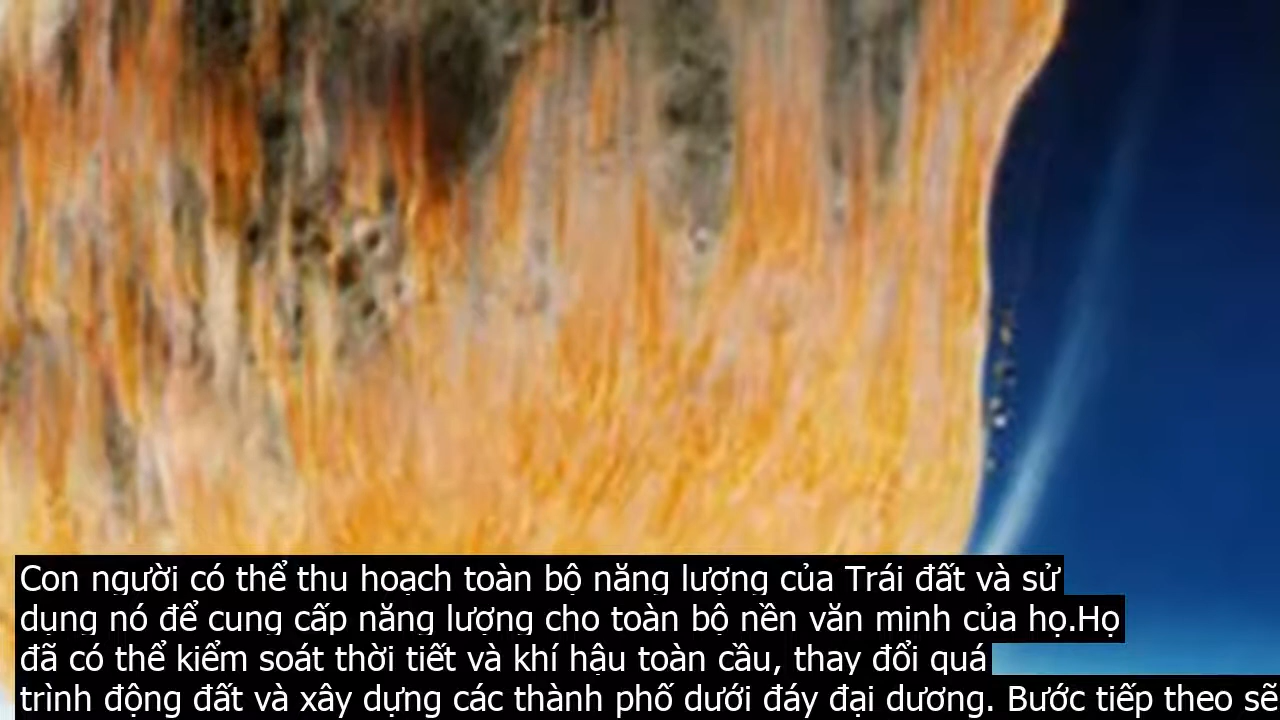 Con người có thể thu hoạch toàn bộ năng lượng của Trái đất và sử
dụng nó để cung cấp năng lượng cho toàn bộ nền văn minh của họ.Họ
đã có thể kiểm soát thời tiết và khí hậu toàn cầu, thay đổi quá
trình động đất và xây dựng các thành phố dưới đáy đại dương. Bước tiếp theo sẽ